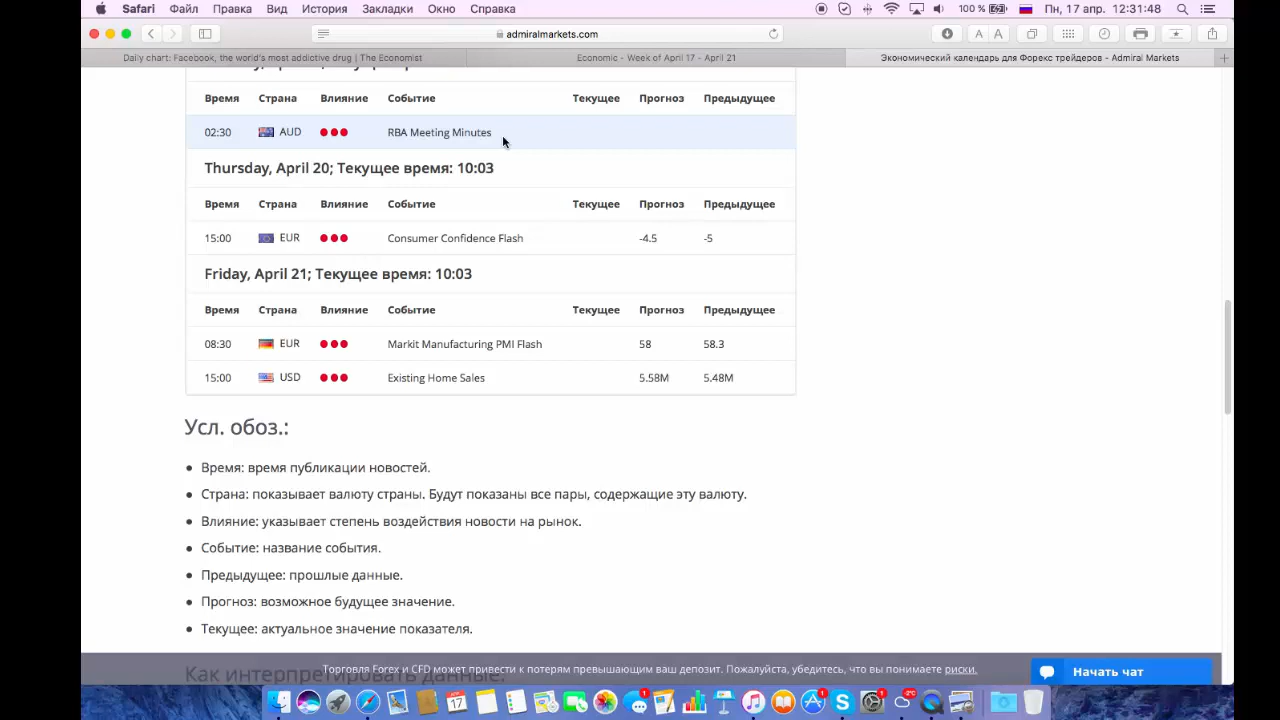 Safari Файл Правка Вид История Закладки Окно Справка 100 % Пн, 17 апр. 12:31:48
admiralmarkets.com A A
Daily chart: Facebook, the world's most addictive drug | The Economist Economic - Week of April 17 - April 21 Экономический календарь для Форекс трейдеров - Admiral Markets
Время Страна Влияние Событие Текущее Прогноз Предыдущее
02:30 AUD RBA Meeting Minutes
Thursday, April 20; Текущее время: 10:03
Время Страна Влияние Событие Текущее Прогноз Предыдущее
15:00 EUR Consumer Confidence Flash -4.5 -5
Friday, April 21; Текущее время: 10:03
Время Страна Влияние Событие Текущее Прогноз Предыдущее
08:30 EUR Markit Manufacturing PMI Flash 58 58.3
15:00 USD Existing Home Sales 5.58M 5.48M
Усл. обоз.:
Время: время публикации новостей.
Страна: показывает валюту страны. Будут показаны все пары, содержащие эту валюту.
Влияние: указывает степень воздействия новости на рынок.
Событие: название события.
Предыдущее: прошлые данные.
Прогноз: возможное будущее значение.
Текущее: актуальное значение показателя.
Как интерпретировать данные:
Торговля Forex и CFD может привести к потерям превышающим ваш депозит. Пожалуйста, убедитесь, что вы понимаете риски.
Начать чат
17 1 1 1 -2°C